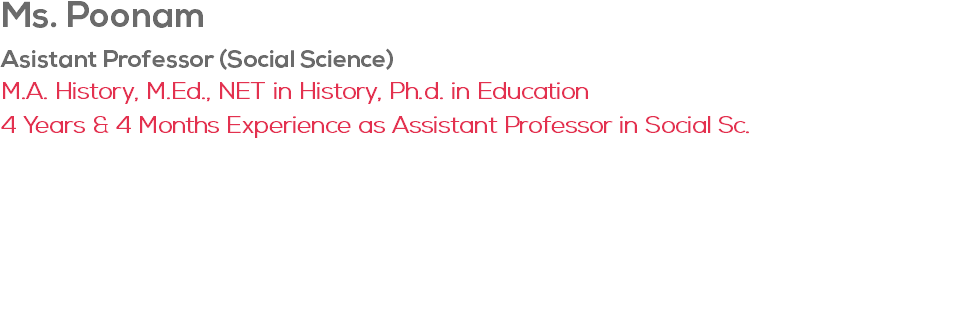 Ms. Poonam
Asistant Professor (Social Science)
M.A. History, M.Ed., NET in History, Ph.d. in Education
4 Years & 4 Months Experience as Assistant Professor in Social Sc.